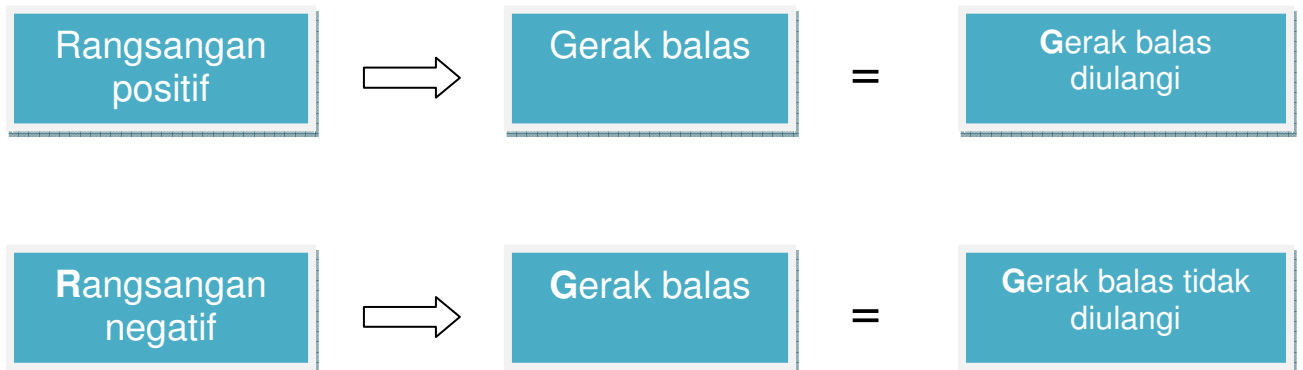 Rangsangan
positif
Gerak balas
=
Gerak balas
diulangi
Rangsangan
negatif
Gerak balas
=
Gerak balas tidak
diulangi